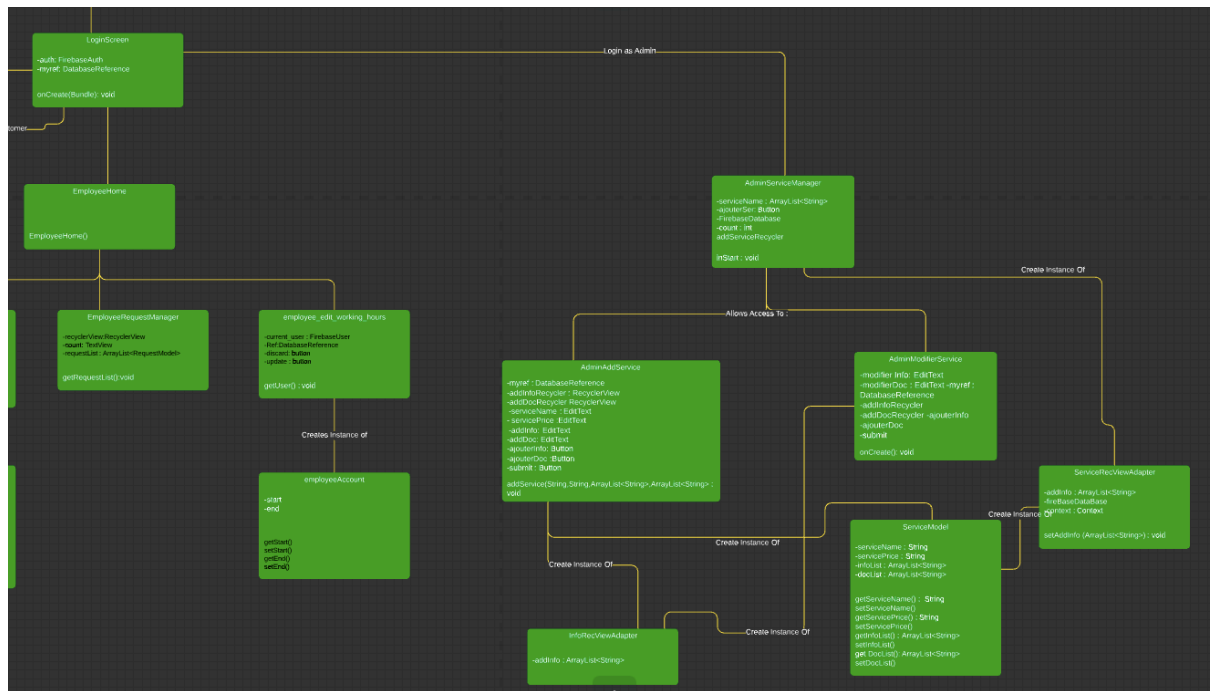 LoginScreen
-auth: FirebaseAuth
-myref: DatabaseReference
onCreate(Bundle): void
tomer
Login as Admin
EmployeeHome
EmployeeHome()
EmployeeRequestManager
-recyclerView:RecyclerView
-requestList : ArrayList<RequestModel>
getRequestList():void
employee_edit_working_hours
-current_user : FirebaseUser
-Ref:DatabaseReference
-discard: button
-update : button
getUser() : void
Creates Instance of
employeeAccount
-start
-end
getStart()
setStart()
getEnd()
setEnd()
AdminServiceManager
-serviceName : ArrayList<String>
-ajouterSer: Button
-FirebaseDatabase
-count : int
addServiceRecycler
: void
Create Instance Of
Allows Access To :
AdminAddService
-myref : DatabaseReference
-addInfoRecycler : RecyclerView
-addDocRecycler RecyclerView
-serviceName : EditText
- servicePrice :EditText
-addInfo: EditText
-addDoc: EditText
-ajouterInfo: Button
-ajouterDoc :Button
-submit : Button
addService(String,String,ArrayList<String>,ArrayList<String> :
void
AdminModifierService
-modifier Info: EditText
-modifierDoc : EditText -myref :
DatabaseReference
-addInfoRecycler
-addDocRecycler -ajouterInfo
-ajouterDoc
-submit
onCreate(): void
ServiceRecViewAdapter
-addInfo : ArrayList<String>
-fireBaseDataBase
-context : Context
setAddInfo (ArrayList<String>) : void
Create Instance Of
ServiceModel
-serviceName : String
-servicePrice : String
-infoList : ArrayList<String>
-docList : ArrayList<String>
getServiceName() : String
setServiceName()
getServicePrice() : String
setServicePrice()
getInfoList() : ArrayList<String>
setInfoList()
get DocList(): ArrayList<String>
setDocList()
Create Instance Of
Create Instance Of
InfoRecViewAdapter
-addInfo : ArrayList<String>
Create Instance Of